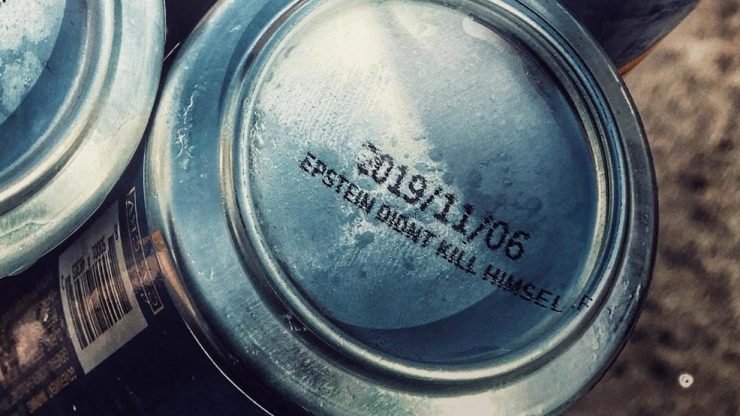 2019/11/06
EPSTEIN DIDNT KILL HIMSELF